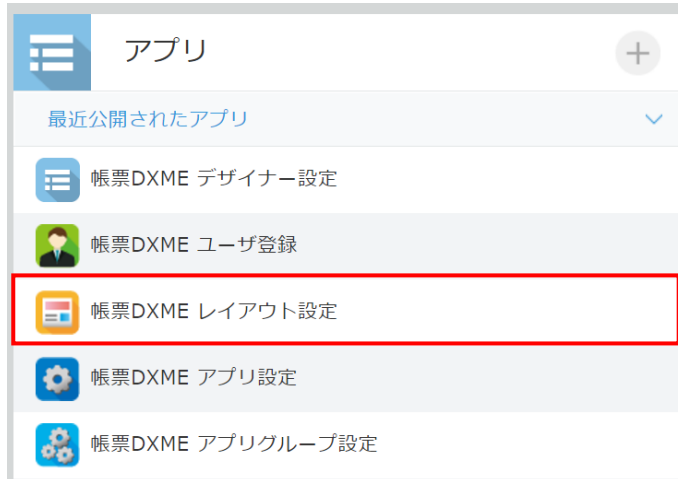 アプリ
最近公開されたアプリ
帳票DXME デザイナー設定
帳票DXME ユーザ登録
帳票DXME レイアウト設定
帳票DXME アプリ設定
帳票DXME アプリグループ設定